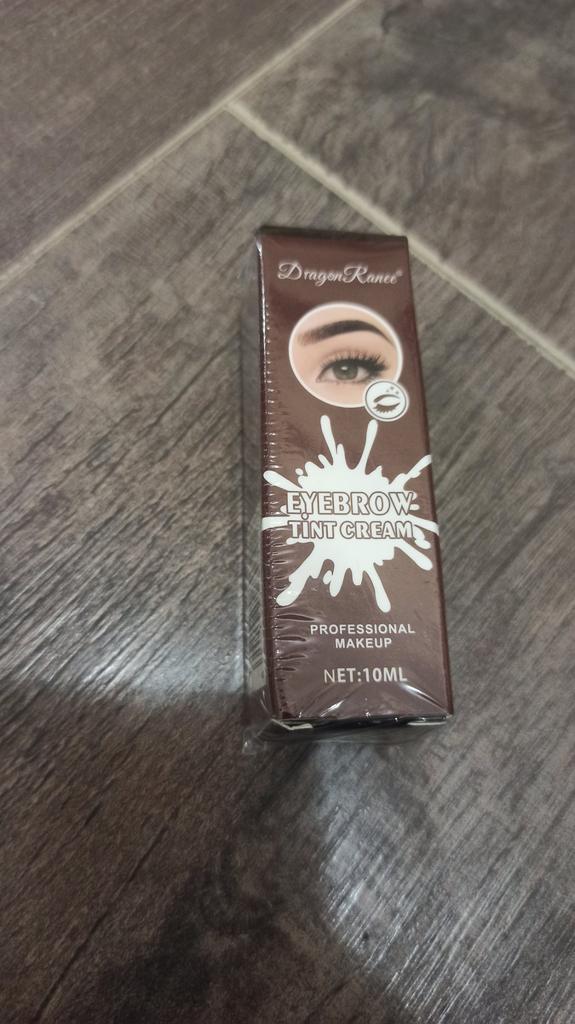 DragonRanee®
EYEBROW
TINT CREAM
PROFESSIONAL
MAKEUP
NET:10ML